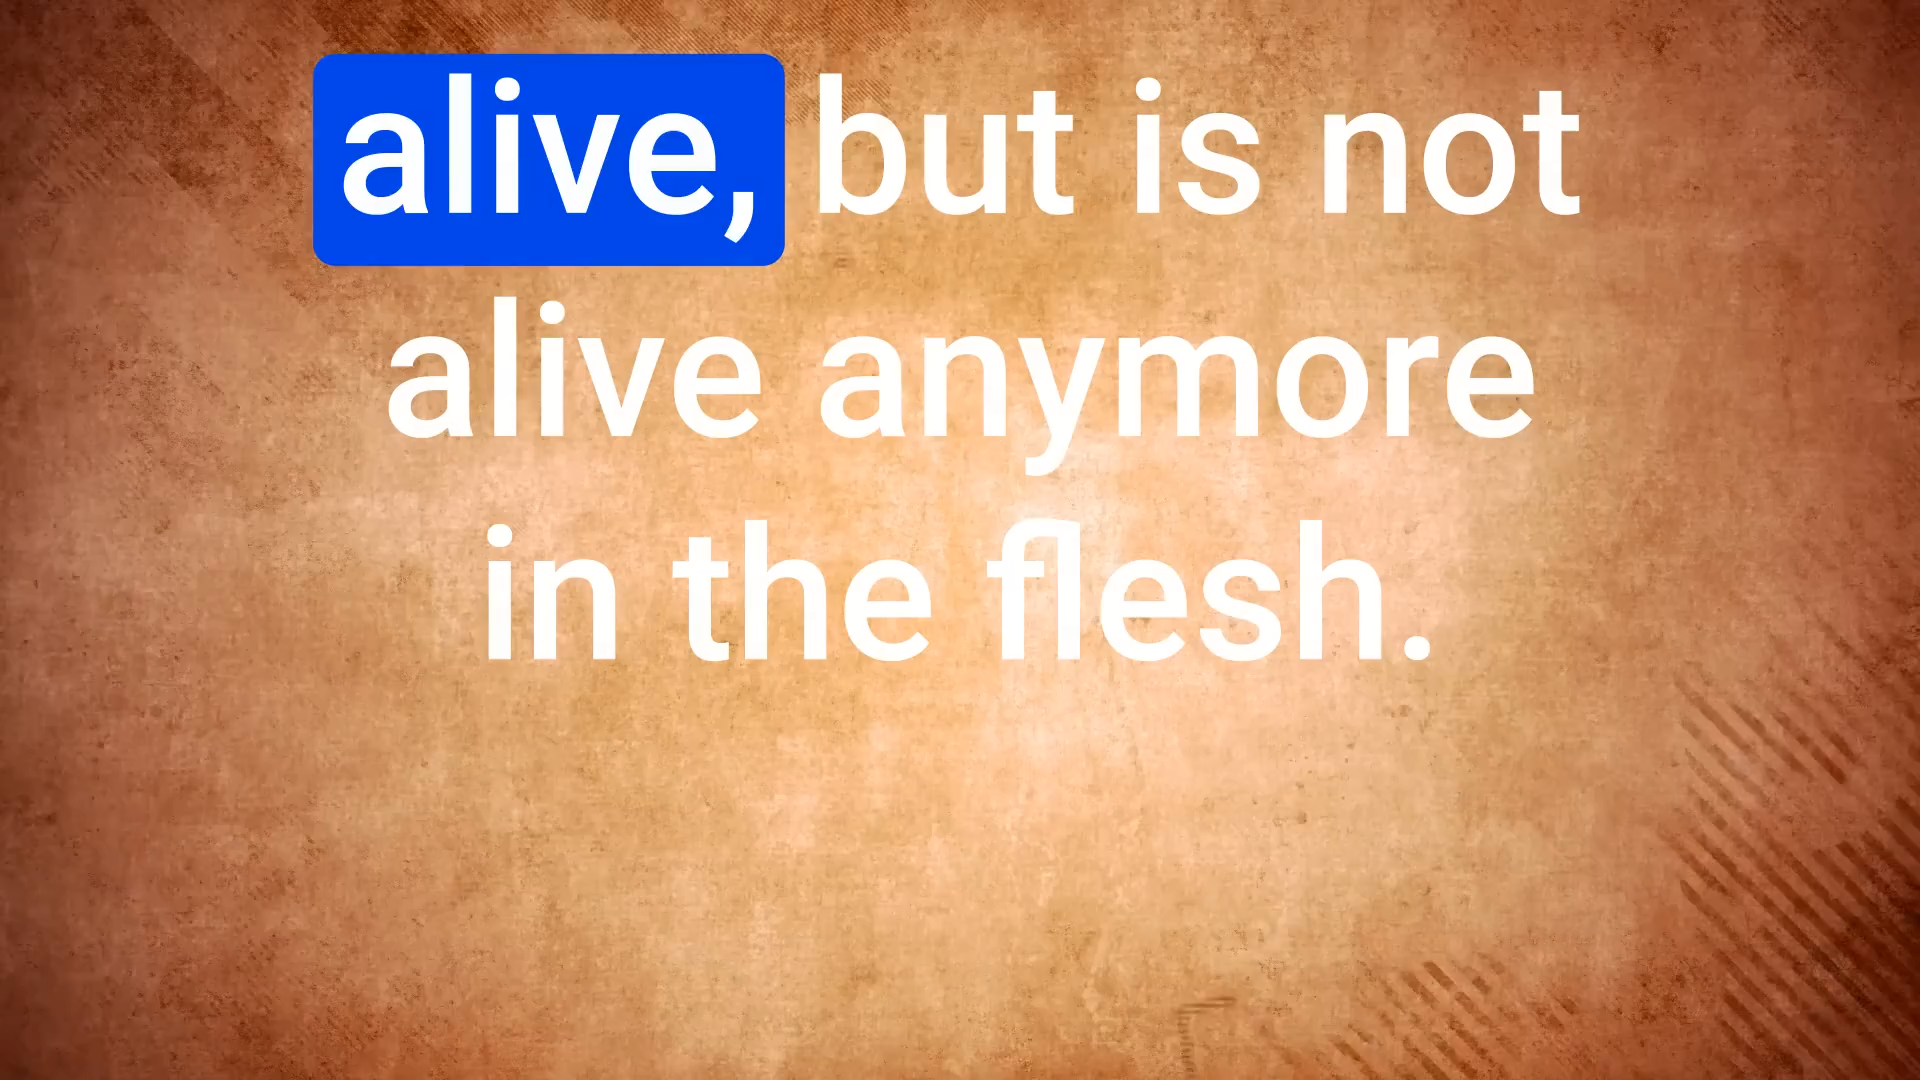 alive, but is not
alive anymore
in the flesh.